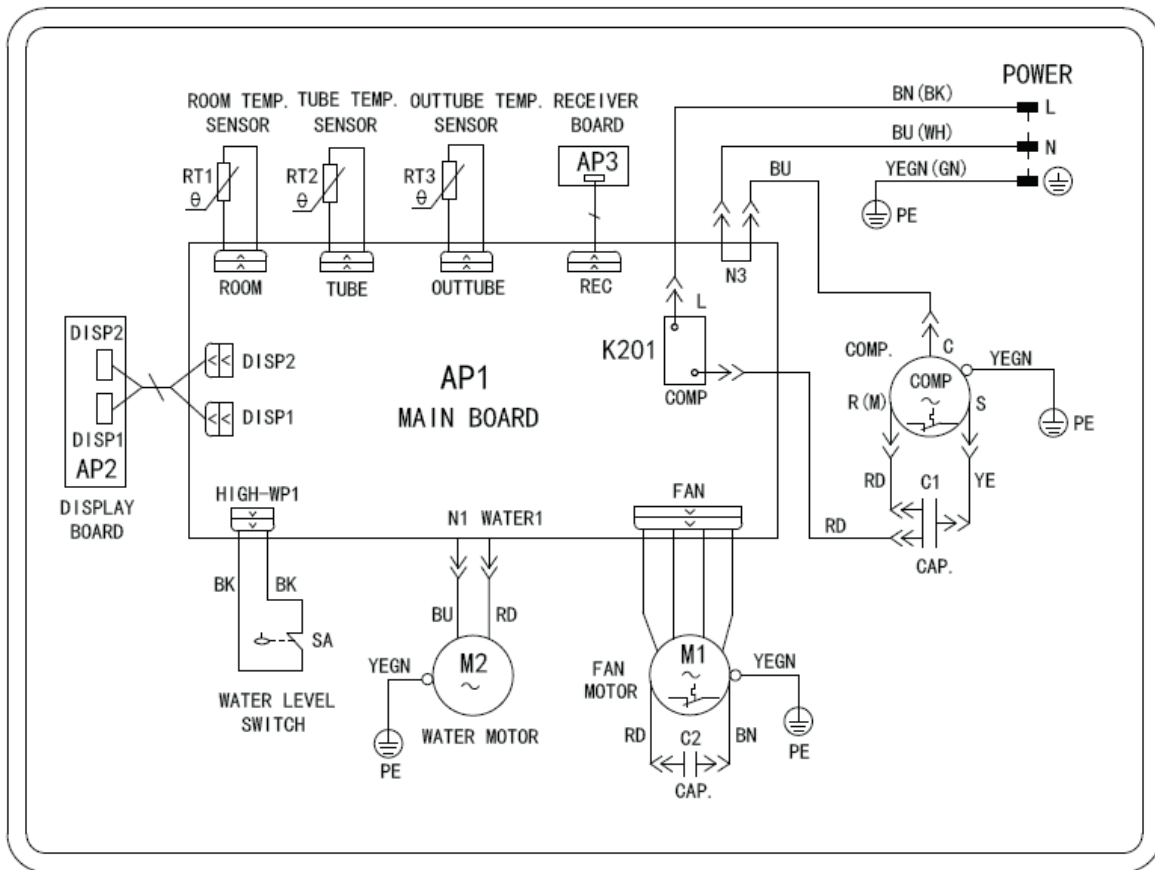 POWER
BN(BK)
L
ROOM TEMP.
SENSOR
TUBE TEMP.
SENSOR
OUTTUBE TEMP.
SENSOR
RECEIVER
BOARD
BU(WH)
N
AP3
RT1
θ
RT2
θ
RT3
θ
BU
YEGN(GN)
PE
ROOM
TUBE
OUTTUBE
REC
N3
L
DISP2
DISP2
K201
COMP.
C
YEGN
AP1
COMP
COMP
MAIN BOARD
R(M)
S
PE
DISP1
DISP1
AP2
DISPLAY
BOARD
HIGH-WP1
FAN
RD
C1
YE
N1
WATER1
RD
CAP.
BK
BK
BU
RD
SA
M2
M1
YEGN
YEGN
FAN
MOTOR
WATER LEVEL
SWITCH
WATER MOTOR
RD
C2
BN
PE
PE
CAP.